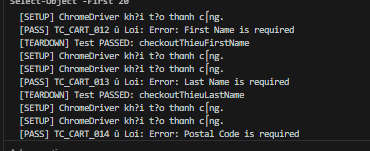 Select-Object -First 20
[SETUP] ChromeDriver kh?i t?o thanh c⌠ng.
[PASS] TC_CART_012 ù Loi: Error: First Name is required
[TEARDOWN] Test PASSED: checkoutThieuFirstName
[SETUP] ChromeDriver kh?i t?o thanh c⌠ng.
[SETUP] ChromeDriver kh?i t?o thanh c⌠ng.
[PASS] TC_CART_013 ù Loi: Error: Last Name is required
[TEARDOWN] Test PASSED: checkoutThieuLastName
[SETUP] ChromeDriver kh?i t?o thanh c⌠ng.
[SETUP] ChromeDriver kh?i t?o thanh c⌠ng.
[PASS] TC_CART_014 ù Loi: Error: Postal Code is required